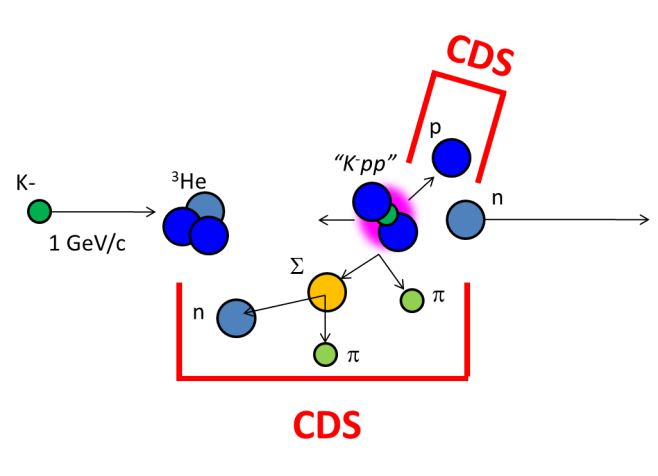 CDS
p
"K-pp"
K-
³He
n
1 GeV/c
Σ
π
n
π
CDS